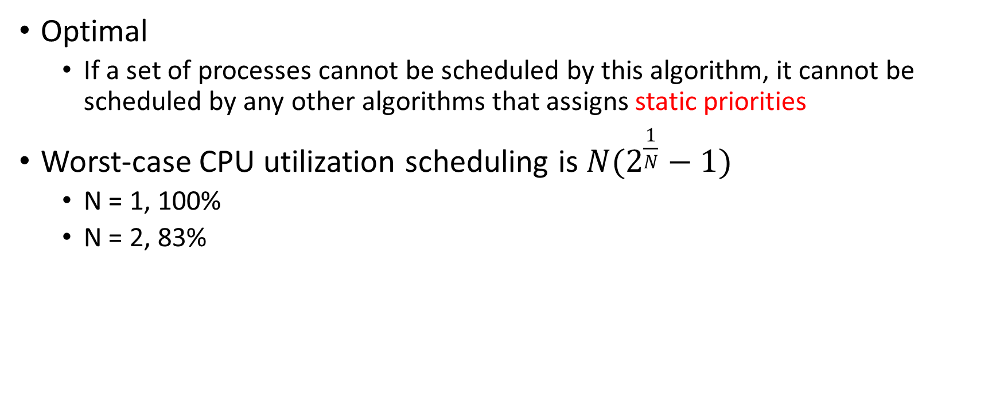 • Optimal
• If a set of processes cannot be scheduled by this algorithm, it cannot be
scheduled by any other algorithms that assigns static priorities
• Worst-case CPU utilization scheduling is $N(2^{\frac{1}{N}} - 1)$
• N = 1, 100%
• N = 2, 83%